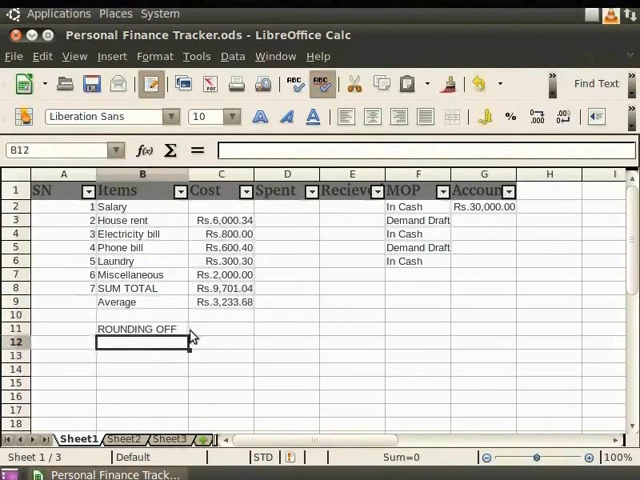 Applications Places System
Personal Finance Tracker.ods - LibreOffice Calc
File Edit View Insert Format Tools Data Window Help
ABC ABC Find Text
Liberation Sans 10 A A A % .000 .000
B12 f(x) Σ =
A B C D E F G H I
1 SN Items Cost Spent Recieve MOP Accoun
2 1 Salary In Cash Rs.30,000.00
3 2 House rent Rs.6,000.34 Demand Draft
4 3 Electricity bill Rs.800.00 In Cash
5 4 Phone bill Rs.600.40 Demand Draft
6 5 Laundry Rs.300.30 In Cash
7 6 Miscellaneous Rs.2,000.00
8 7 SUM TOTAL Rs.9,701.04
9 Average Rs.3,233.68
10
11 ROUNDING OFF
12
13
14
15
16
17
18
Sheet1 Sheet2 Sheet3
Sheet 1 / 3 Default STD Sum=0 100%
Personal Finance Track...